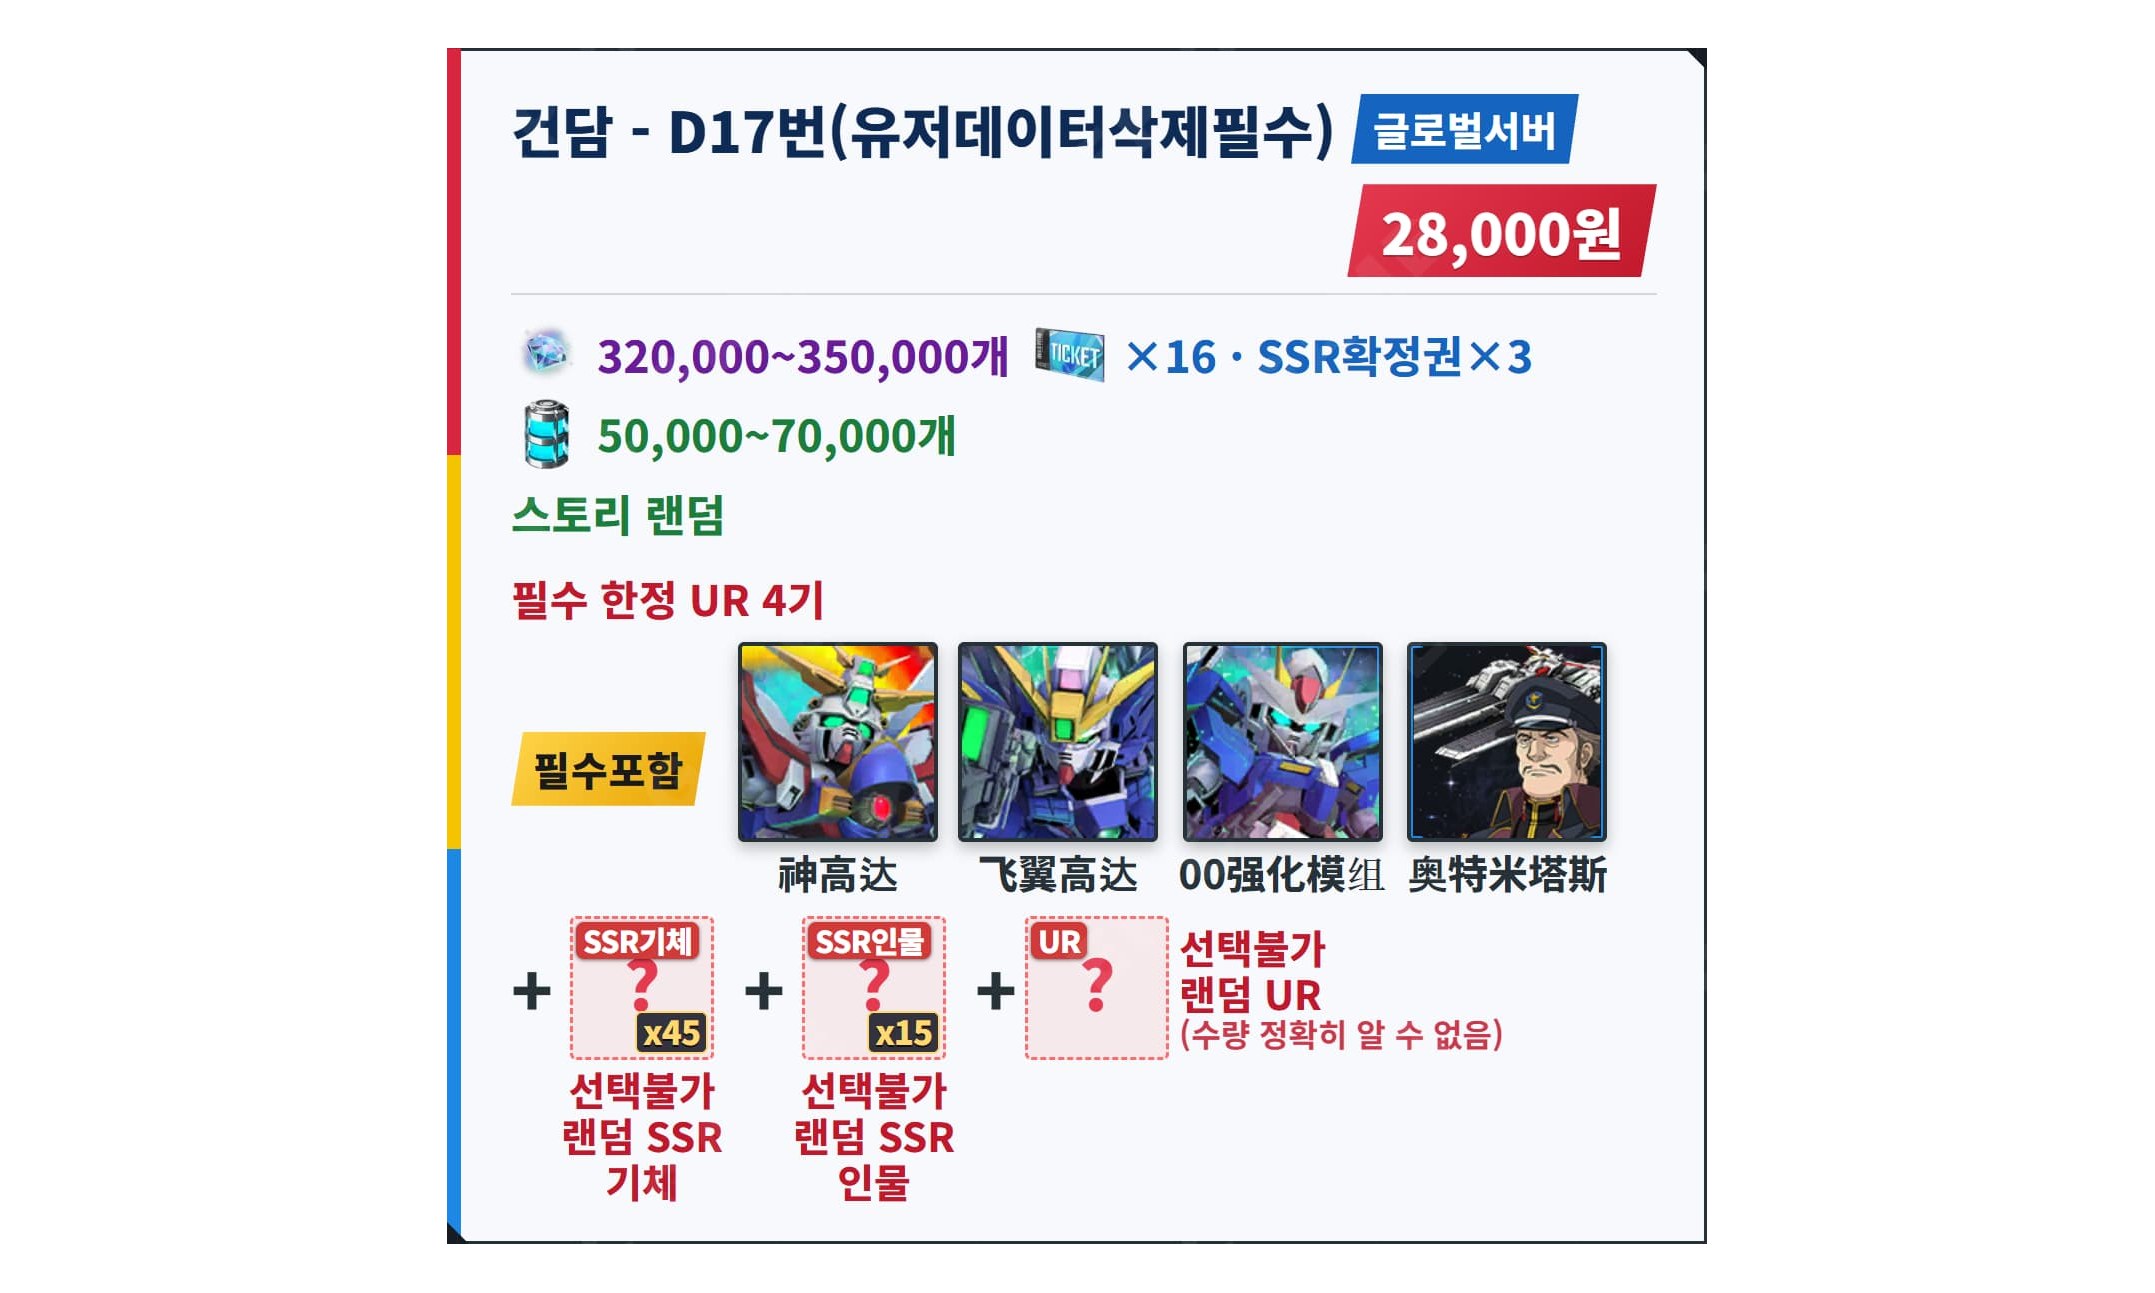 건담 - D17번(유저데이터삭제필수) 글로벌서버
28,000원
320,000~350,000개 TICKET ×16 · SSR확정권×3
50,000~70,000개
스토리 랜덤
필수 한정 UR 4기
필수포함
神高达 飞翼高达 00强化模组 奥特米塔斯
+ SSR기체 ? x45 + SSR인물 ? x15 + UR ?
선택불가
랜덤 UR
(수량 정확히 알 수 없음)
선택불가
랜덤 SSR
기체
선택불가
랜덤 SSR
인물